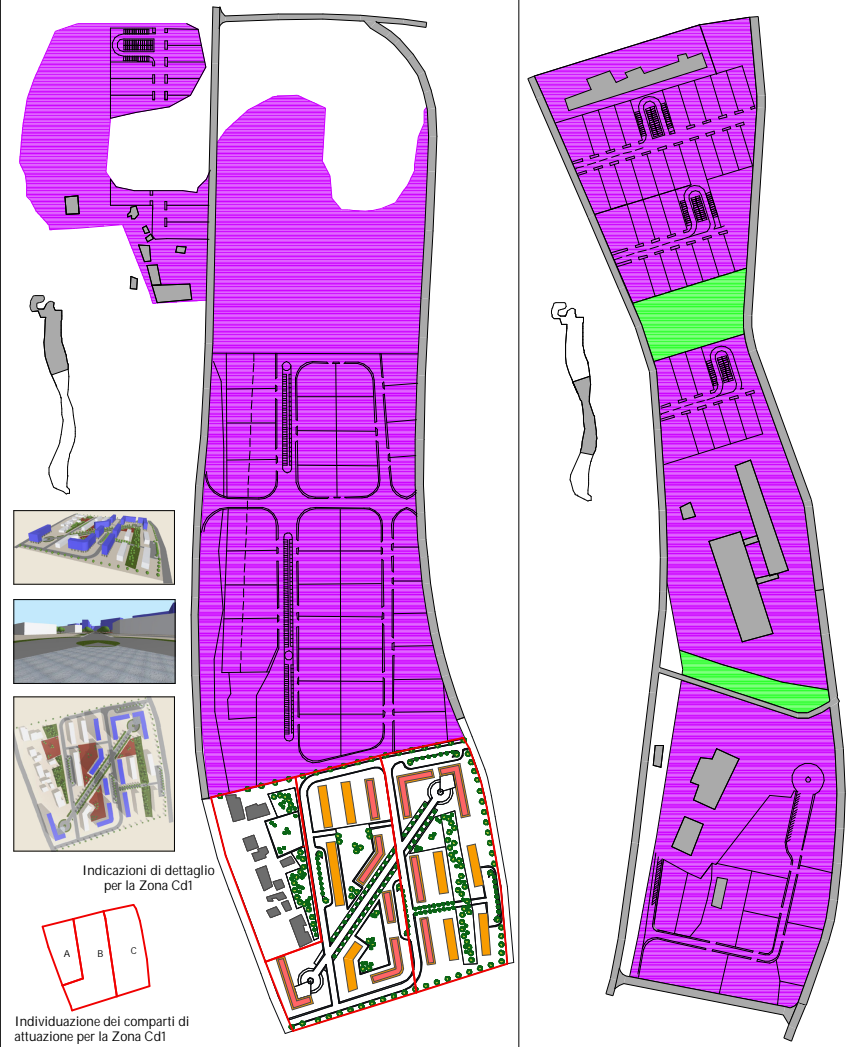 Indicazioni di dettaglio
per la Zona Cd1
A
B
C
Individuazione dei comparti di
attuazione per la Zona Cd1